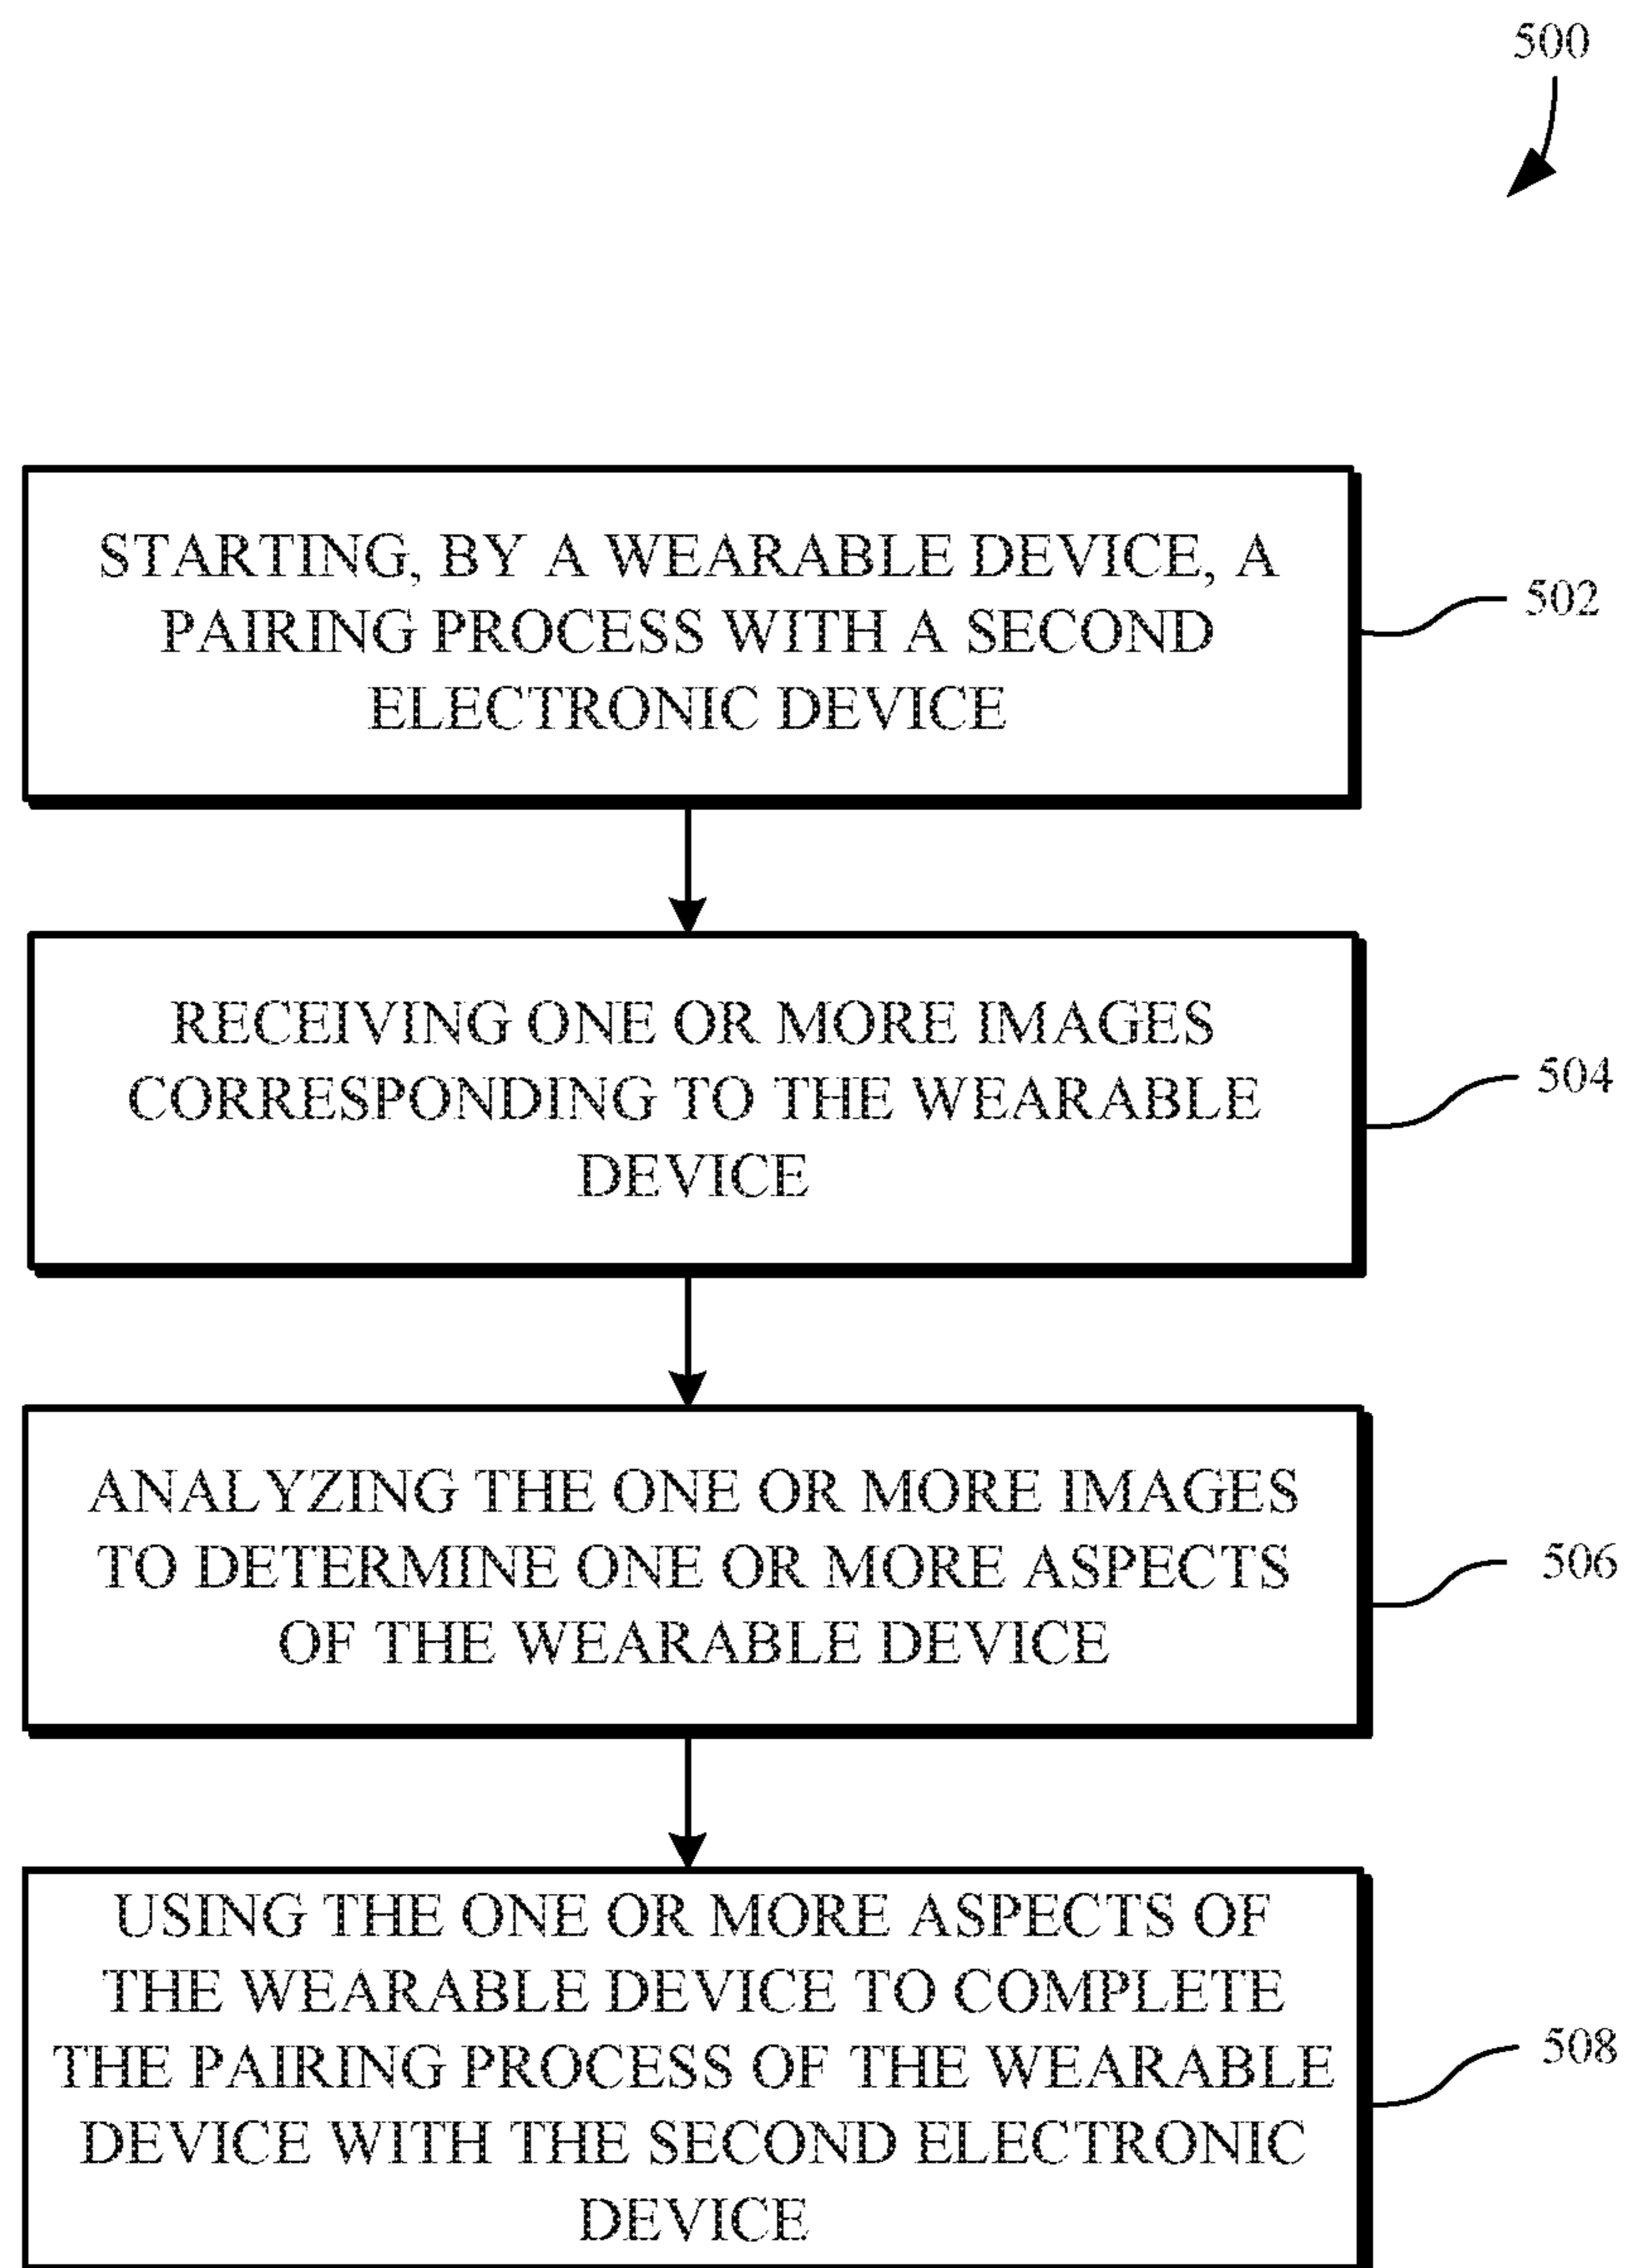 500
STARTING, BY A WEARABLE DEVICE, A
PAIRING PROCESS WITH A SECOND
ELECTRONIC DEVICE
502
RECEIVING ONE OR MORE IMAGES
CORRESPONDING TO THE WEARABLE
DEVICE
504
ANALYZING THE ONE OR MORE IMAGES
TO DETERMINE ONE OR MORE ASPECTS
OF THE WEARABLE DEVICE
506
USING THE ONE OR MORE ASPECTS OF
THE WEARABLE DEVICE TO COMPLETE
THE PAIRING PROCESS OF THE WEARABLE
DEVICE WITH THE SECOND ELECTRONIC
DEVICE
508